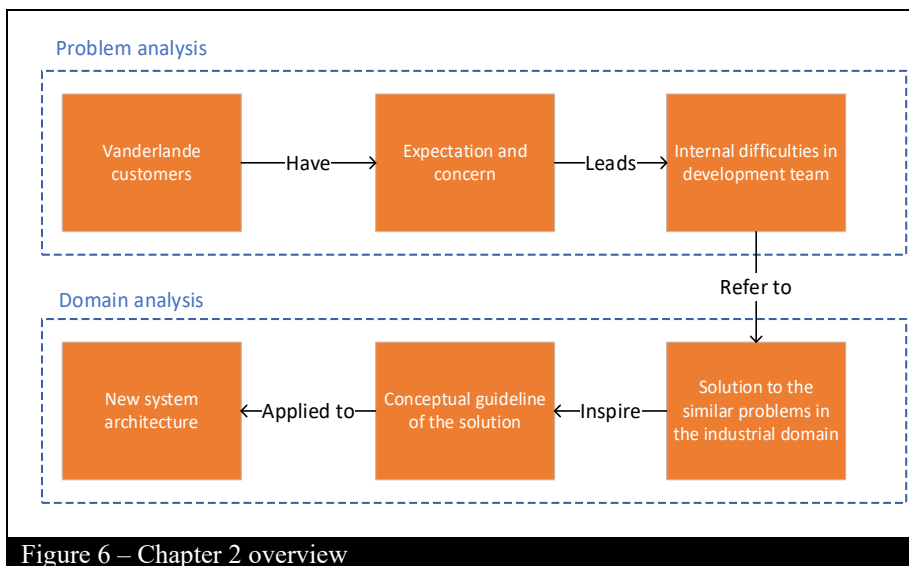 Problem analysis
Vanderlande
customers
Have
Expectation and
concern
Leads
Internal difficulties in
development team
Refer to
Domain analysis
New system
architecture
Applied to
Conceptual guideline
of the solution
Inspire
Solution to the
similar problems in
the industrial domain
Figure 6 – Chapter 2 overview